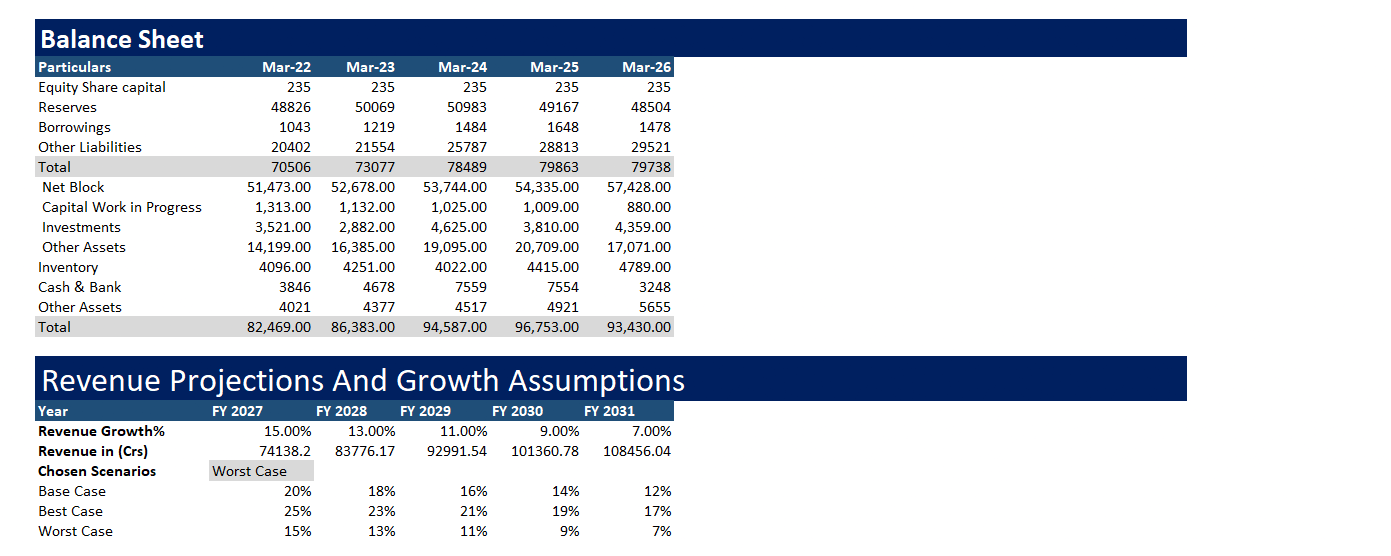 Balance Sheet
Particulars Mar-22 Mar-23 Mar-24 Mar-25 Mar-26
Equity Share capital 235 235 235 235 235
Reserves 48826 50069 50983 49167 48504
Borrowings 1043 1219 1484 1648 1478
Other Liabilities 20402 21554 25787 28813 29521
Total 70506 73077 78489 79863 79738
Net Block 51,473.00 52,678.00 53,744.00 54,335.00 57,428.00
Capital Work in Progress 1,313.00 1,132.00 1,025.00 1,009.00 880.00
Investments 3,521.00 2,882.00 4,625.00 3,810.00 4,359.00
Other Assets 14,199.00 16,385.00 19,095.00 20,709.00 17,071.00
Inventory 4096.00 4251.00 4022.00 4415.00 4789.00
Cash & Bank 3846 4678 7559 7554 3248
Other Assets 4021 4377 4517 4921 5655
Total 82,469.00 86,383.00 94,587.00 96,753.00 93,430.00
Revenue Projections And Growth Assumptions
Year FY 2027 FY 2028 FY 2029 FY 2030 FY 2031
Revenue Growth% 15.00% 13.00% 11.00% 9.00% 7.00%
Revenue in (Crs) 74138.2 83776.17 92991.54 101360.78 108456.04
Chosen Scenarios Worst Case
Base Case 20% 18% 16% 14% 12%
Best Case 25% 23% 21% 19% 17%
Worst Case 15% 13% 11% 9% 7%